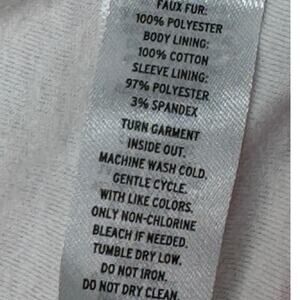 FAUX FUR:
100% POLYESTER
BODY LINING:
100% COTTON
SLEEVE LINING:
97% POLYESTER
3% SPANDEX
TURN GARMENT
INSIDE OUT.
MACHINE WASH COLD.
GENTLE CYCLE.
WITH LIKE COLORS.
ONLY NON-CHLORINE
BLEACH IF NEEDED.
TUMBLE DRY LOW.
DO NOT IRON.
DO NOT DRY CLEAN.